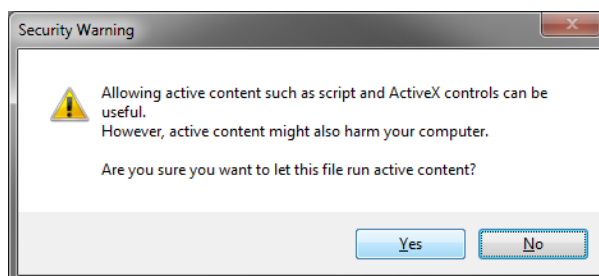 Security Warning
Allowing active content such as script and ActiveX controls can be
useful.
However, active content might also harm your computer.
Are you sure you want to let this file run active content?
Yes
No